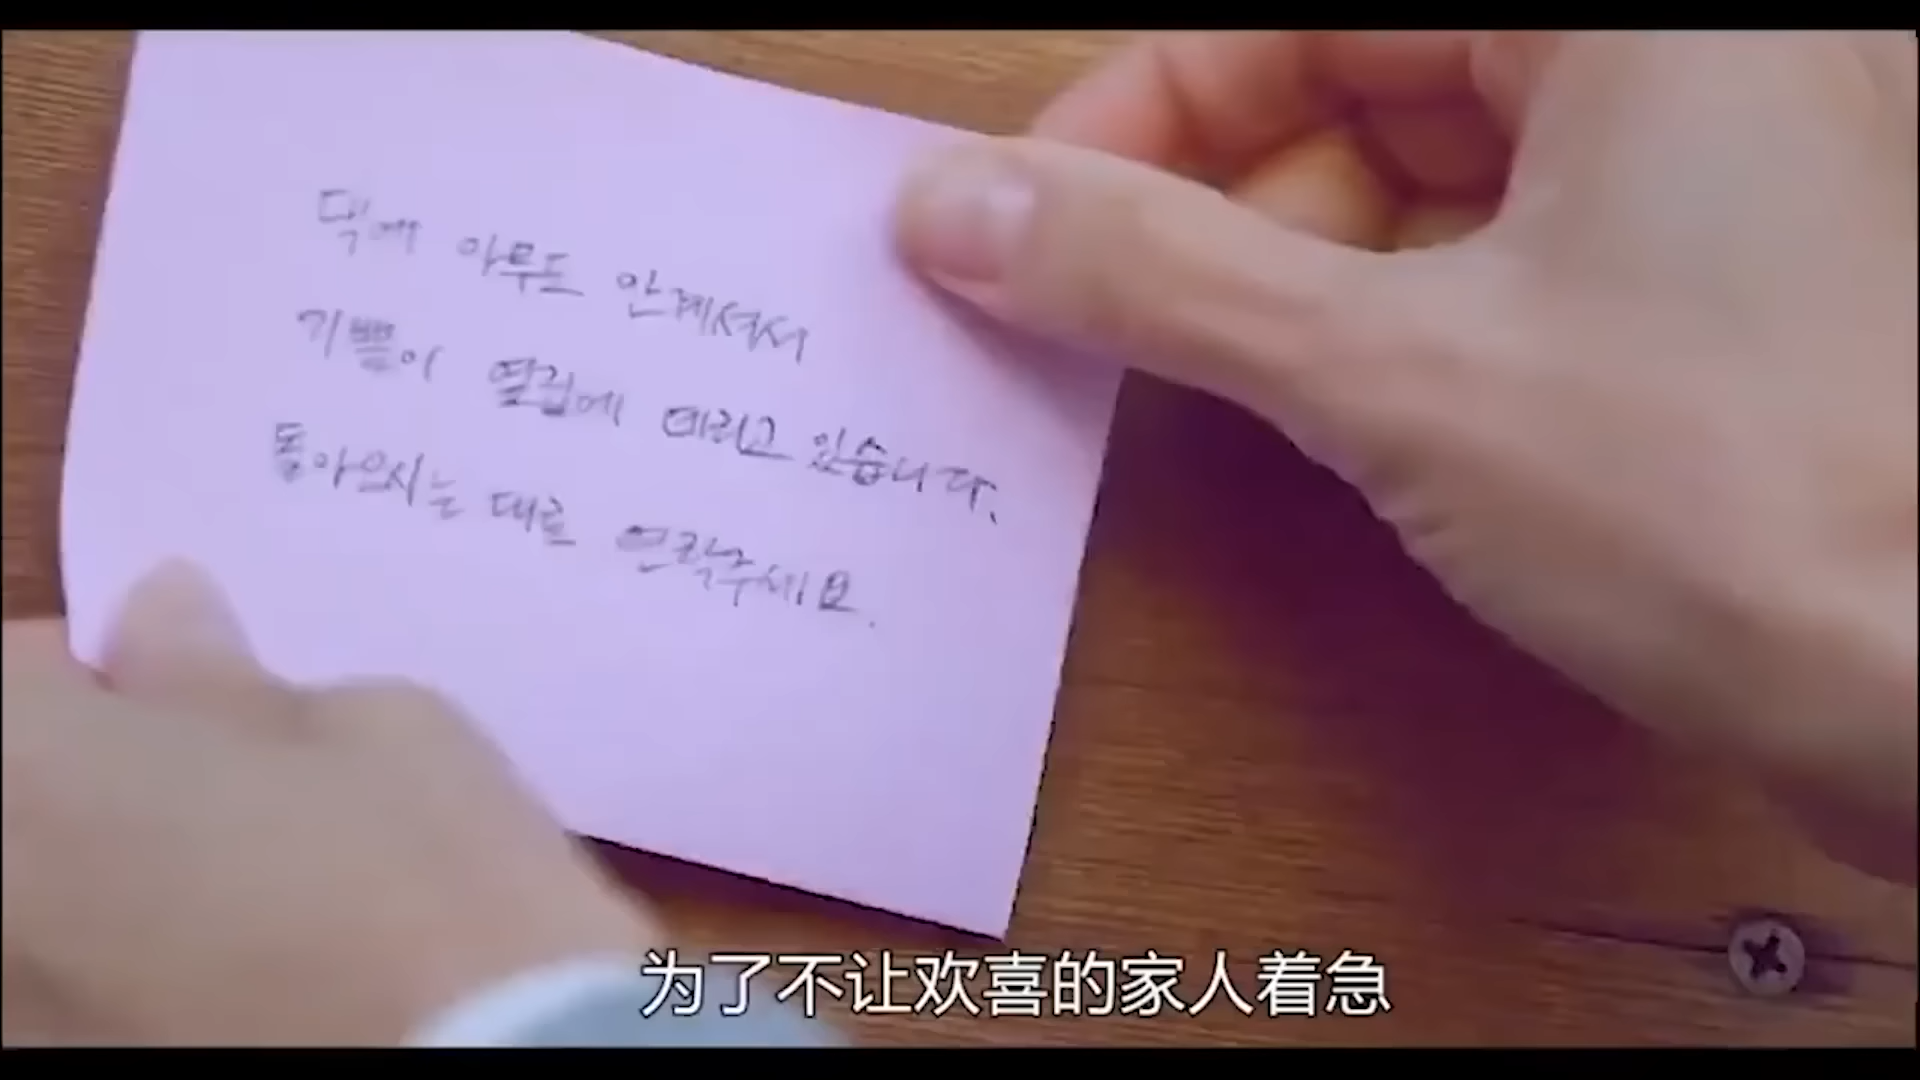 댁에 아무도 안계셔서
기쁨이 옆집에 데리고 있습니다.
돌아오시는 대로 연락주세요.
为了不让欢喜的家人着急